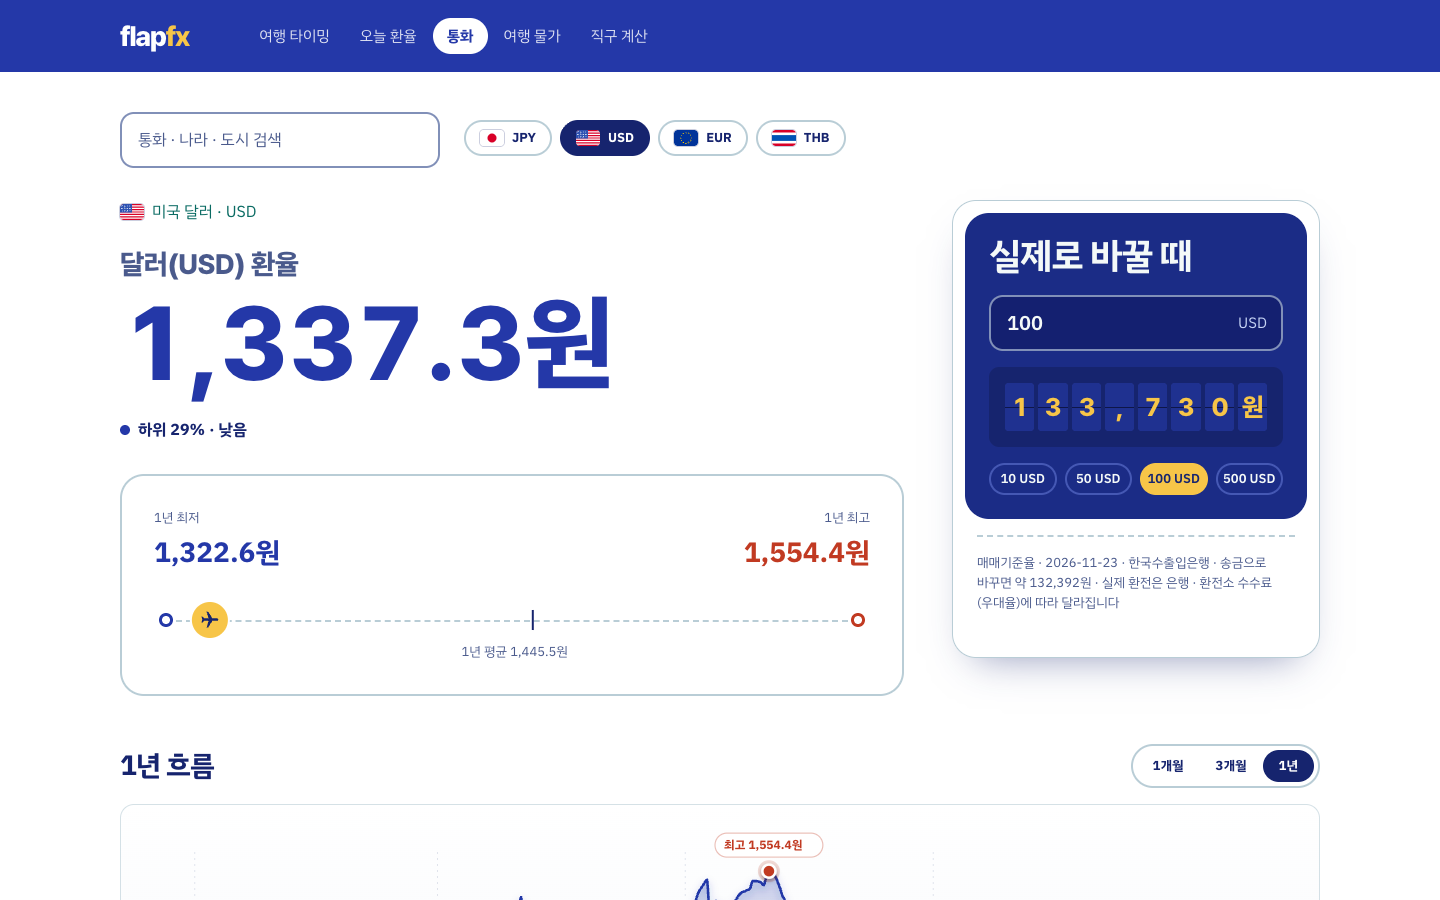 flapfx
여행 타이밍
오늘 환율
통화
여행 물가
직구 계산
통화 · 나라 · 도시 검색
JPY
USD
EUR
THB
미국 달러 · USD
달러(USD) 환율
1,337.3원
하위 29% · 낮음
1년 최저
1,322.6원
1년 최고
1,554.4원
1년 평균 1,445.5원
실제로 바꿀 때
100
USD
133,730원
10 USD
50 USD
100 USD
500 USD
매매기준율 · 2026-11-23 · 한국수출입은행 · 송금으로
바꾸면 약 132,392원 · 실제 환전은 은행 · 환전소 수수료
(우대율)에 따라 달라집니다
1년 흐름
1개월
3개월
1년
최고 1,554.4원